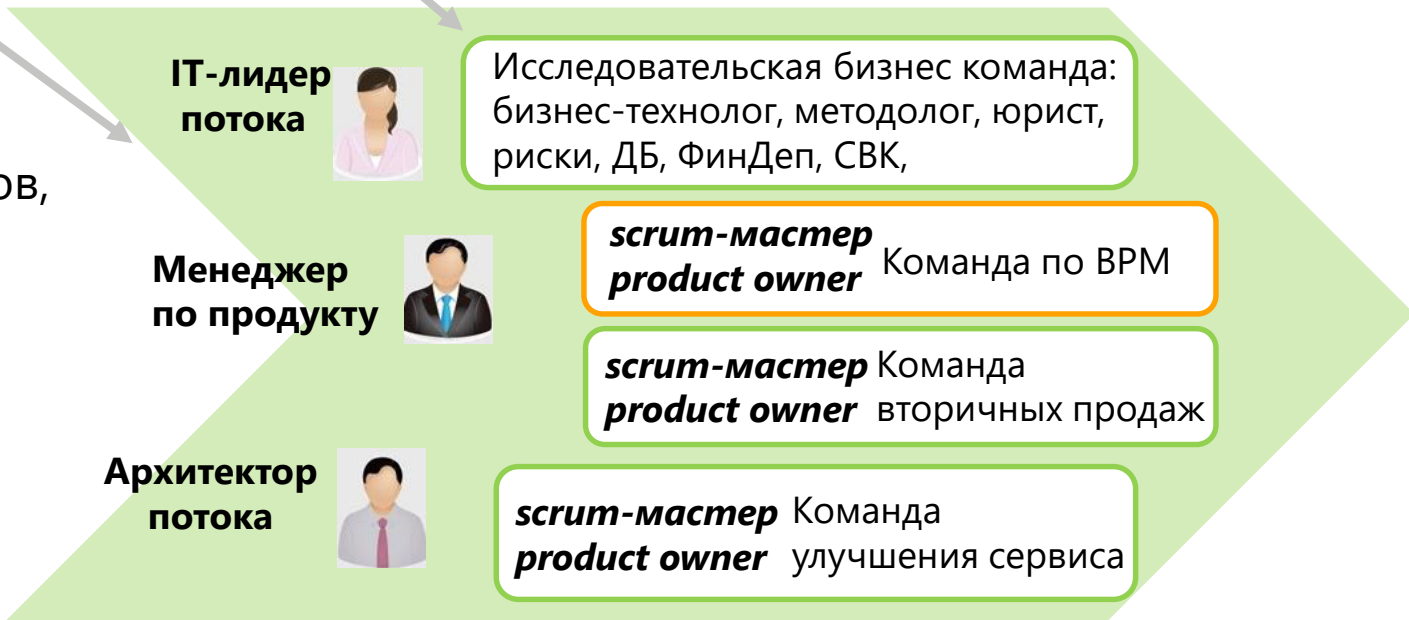 IT-лидер
потока
Исследовательская бизнес команда:
бизнес-технолог, методолог, юрист,
риски, ДБ, ФинДеп, СВК,
ов,
Менеджер
по продукту
scrum-мастер
product owner
Команда по BPM
scrum-мастер Команда
product owner вторичных продаж
Архитектор
потока
scrum-мастер Команда
product owner улучшения сервиса